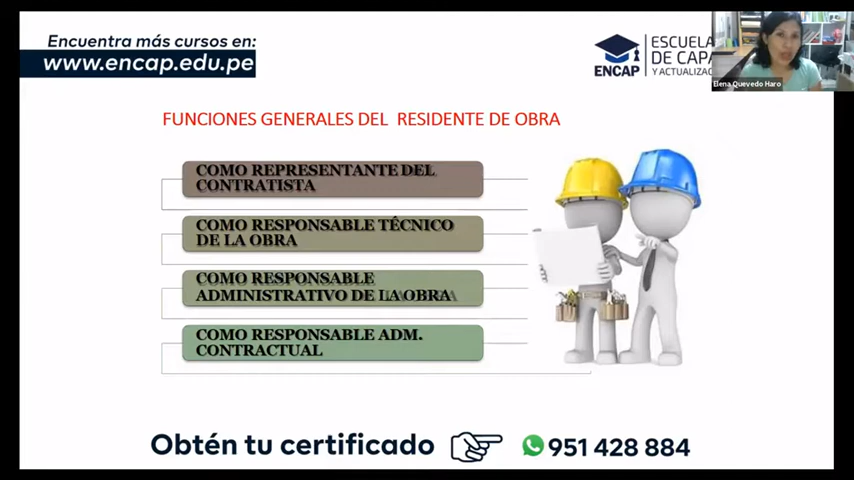 Encuentra más cursos en:
www.encap.edu.pe
ENCAP
ESCUELA
DE CAPA
Y ACTUALIZAC
Elena Quevedo Haro
FUNCIONES GENERALES DEL RESIDENTE DE OBRA
COMO REPRESENTANTE DEL
CONTRATISTA
COMO RESPONSABLE TÉCNICO
DE LA OBRA
COMO RESPONSABLE
ADMINISTRATIVO DE LA OBRA
COMO RESPONSABLE ADM.
CONTRACTUAL
Obtén tu certificado
951 428 884